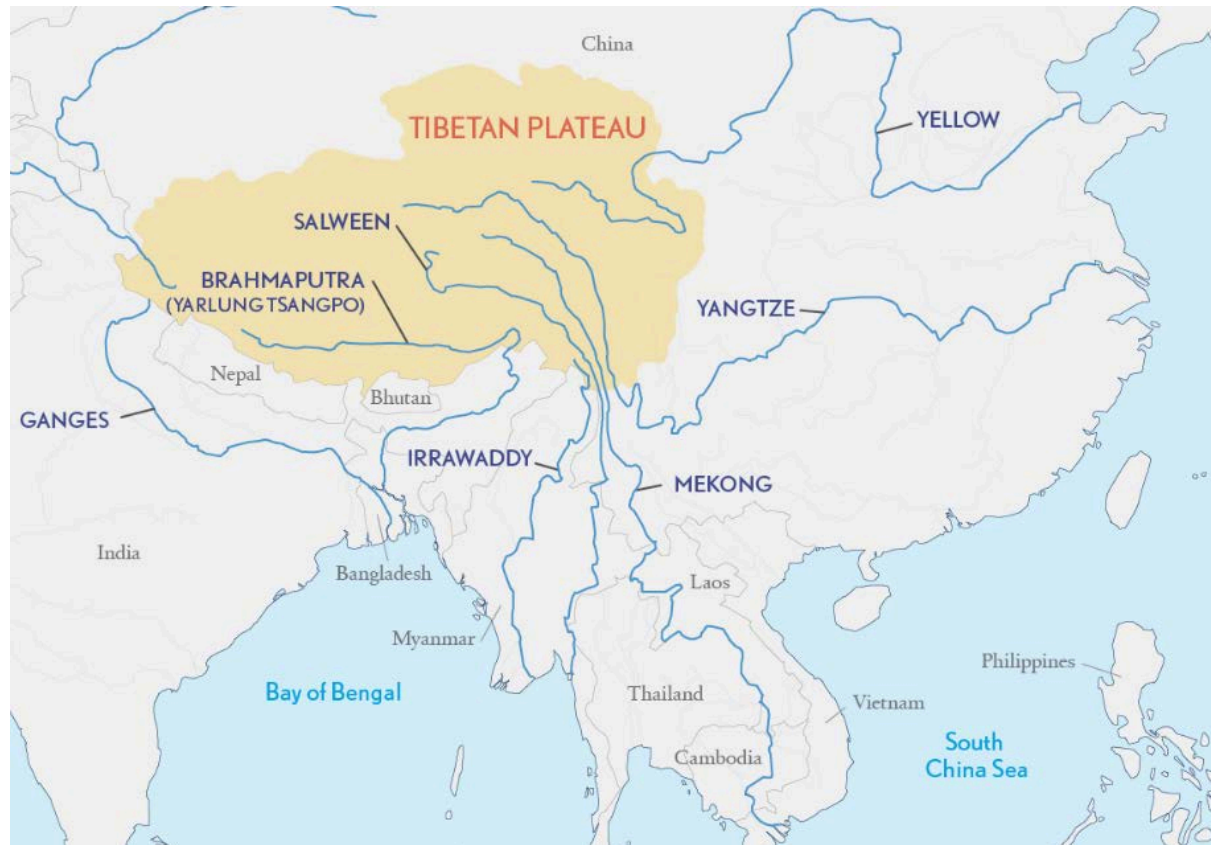 China
TIBETAN PLATEAU
YELLOW
SALWEEN
BRAHMAPUTRA
(YARLUNG TSANGPO)
YANGTZE
Nepal
Bhutan
GANGES
IRRAWADDY
MEKONG
India
Bangladesh
Laos
Myanmar
Philippines
Bay of Bengal
Thailand
Vietnam
South
China Sea
Cambodia